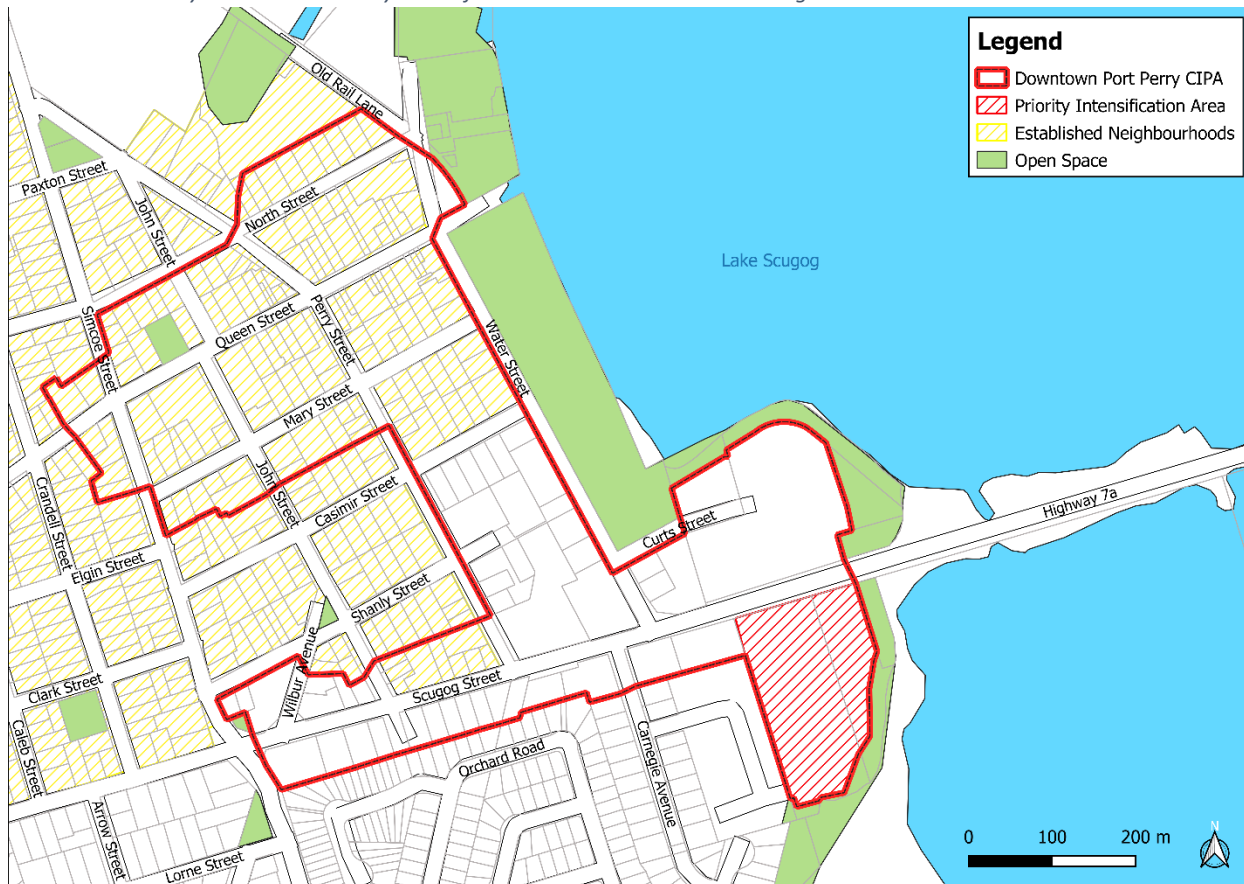 Legend
Downtown Port Perry CIPA
Priority Intensification Area
Established Neighbourhoods
Open Space
Old Rail Lane
Paxton Street
John Street
North Street
Simcoe Street
Queen Street
Perry Street
Water Street
Lake Scugog
Mary Street
Crandell Street
John Street
Casimir Street
Curts Street
Highway 7a
Elgin Street
Shanly Street
Wilbur Avenue
Clark Street
Scugog Street
Caleb Street
Orchard Road
Carnegie Avenue
Arrow Street
Lorne Street
0 100 200 m
N